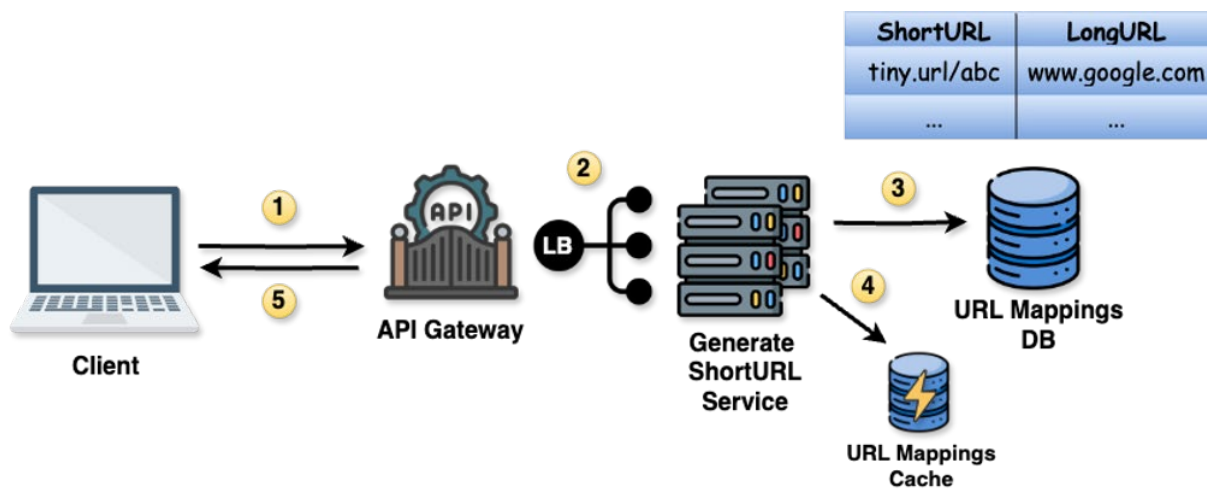 ShortURL LongURL
tiny.url/abc www.google.com
... ...
1
2
3
API
LB
5
4
API Gateway
Client
Generate
ShortURL
Service
URL Mappings
DB
URL Mappings
Cache